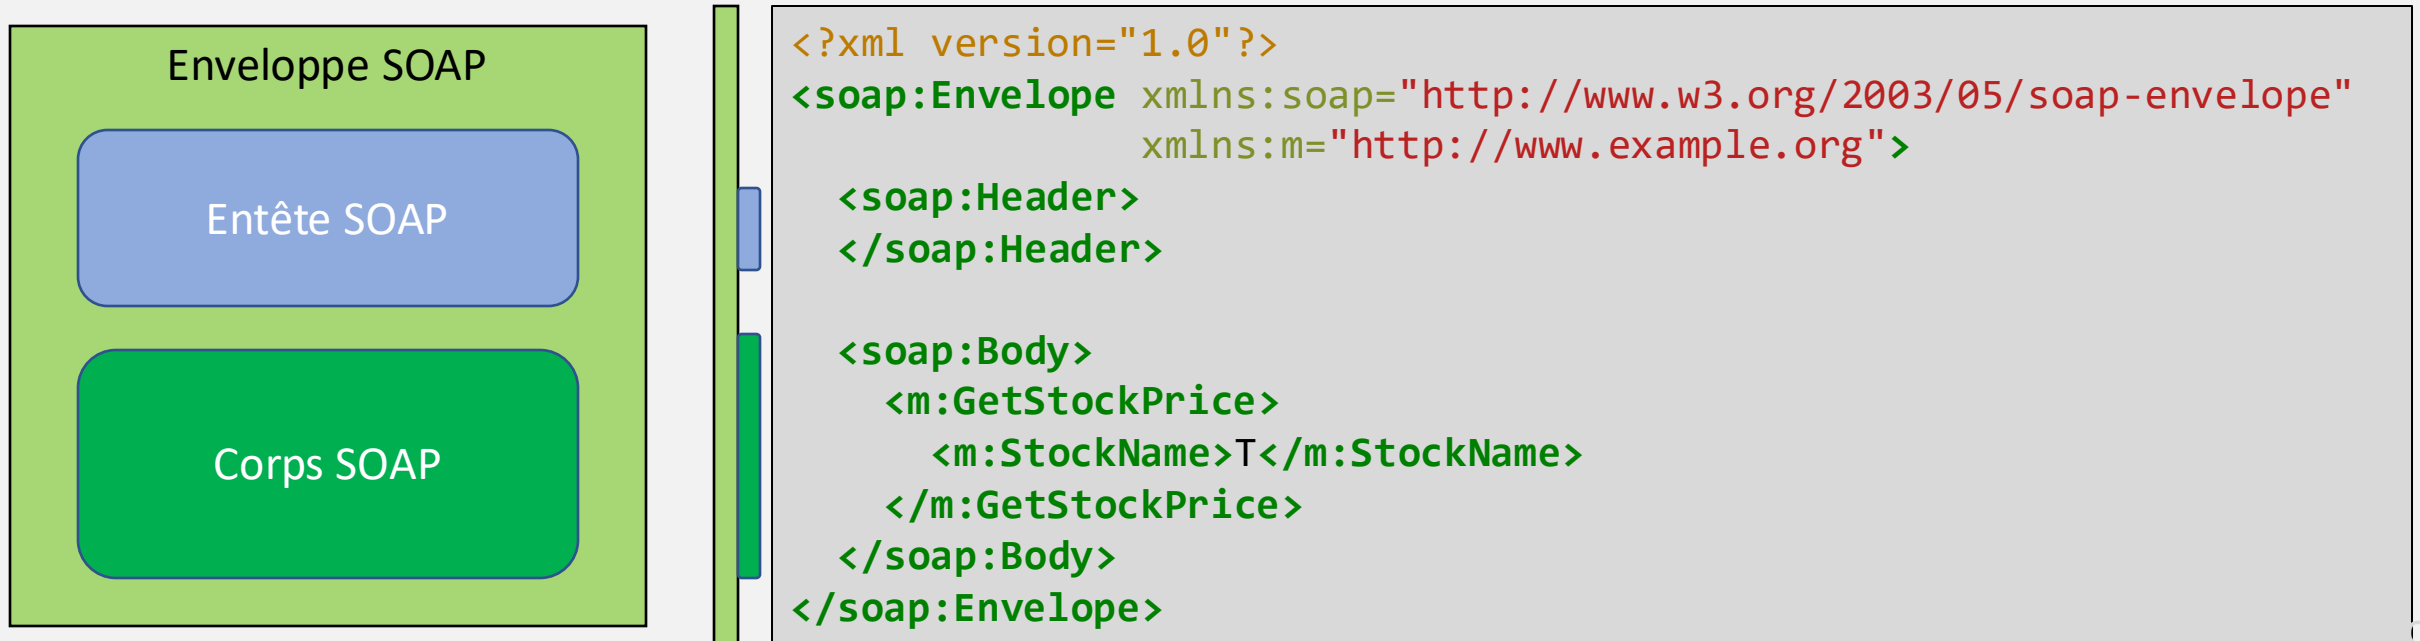 Enveloppe SOAP
Entête SOAP
Corps SOAP
<?xml version="1.0"?>
<soap:Envelope xmlns:soap="http://www.w3.org/2003/05/soap-envelope"
xmlns:m="http://www.example.org">
<soap:Header>
</soap:Header>
<soap:Body>
<m:GetStockPrice>
<m:StockName>T</m:StockName>
</m:GetStockPrice>
</soap:Body>
</soap:Envelope>